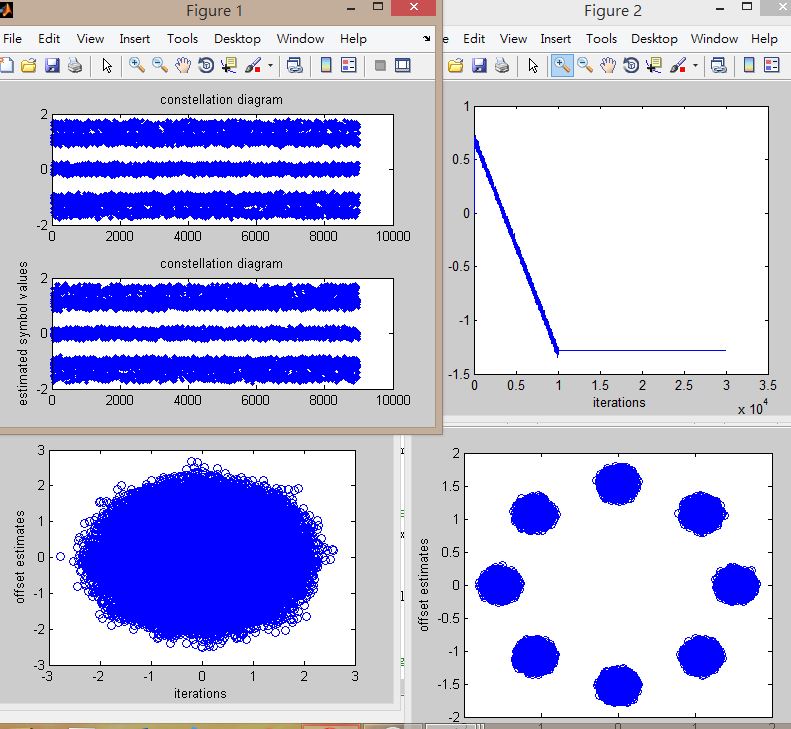 Figure 1
File Edit View Insert Tools Desktop Window Help
constellation diagram
2
0
-2
0 2000 4000 6000 8000 10000
constellation diagram
estimated symbol values
2
0
-2
0 2000 4000 6000 8000 10000
Figure 2
e Edit View Insert Tools Desktop Window Help
1
0.5
0
-0.5
-1
-1.5
0 0.5 1 1.5 2 2.5 3 3.5
iterations
x 10^4
offset estimates
3
2
1
0
-1
-2
-3
-3 -2 -1 0 1 2 3
iterations
offset estimates
2
1.5
1
0.5
0
-0.5
-1
-1.5
-2